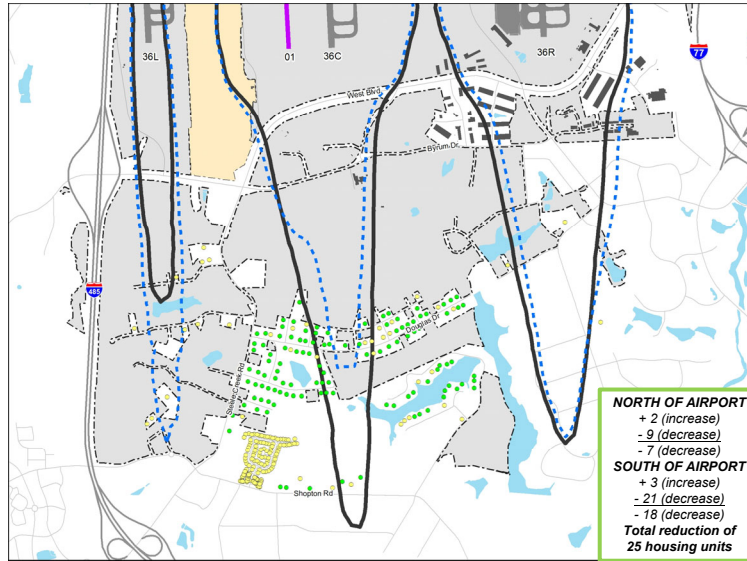 36L
01
36C
36R
77
West Blvd
Byrum Dr
485
Douglas Dr
Steele Creek Rd
Shopton Rd
NORTH OF AIRPORT
+ 2 (increase)
- 9 (decrease)
- 7 (decrease)
SOUTH OF AIRPORT
+ 3 (increase)
- 21 (decrease)
- 18 (decrease)
Total reduction of
25 housing units